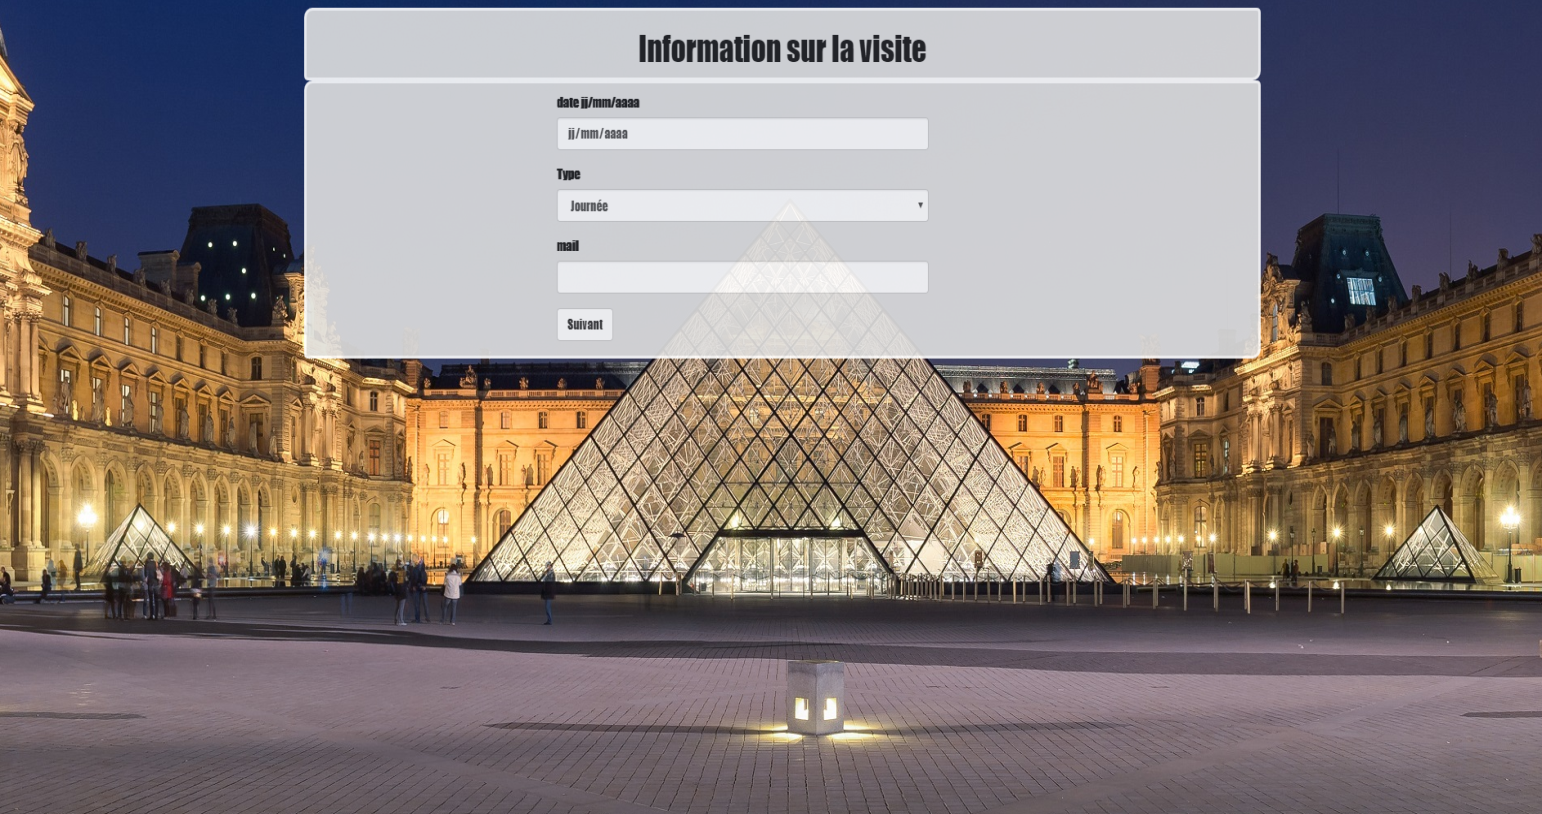 Information sur la visite
date jj/mm/aaaa
jj/mm/aaaa
Type
Journée
mail
Suivant